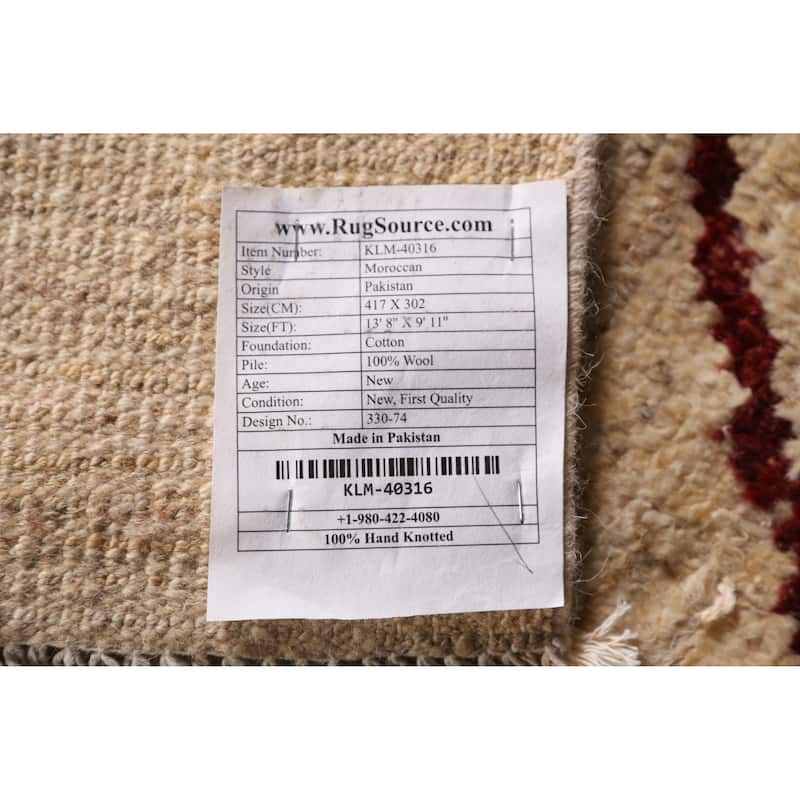 www.RugSource.com
Item Number: KLM-40316
Style Moroccan
Origin Pakistan
Size(CM): 417 X 302
Size(FT): 13' 8" X 9' 11"
Foundation: Cotton
Pile: 100% Wool
Age: New
Condition: New, First Quality
Design No.: 330-74
Made in Pakistan
KLM-40316
+1-980-422-4080
100% Hand Knotted